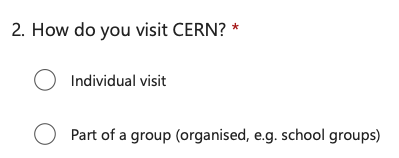 2. How do you visit CERN? *
Individual visit
Part of a group (organised, e.g. school groups)